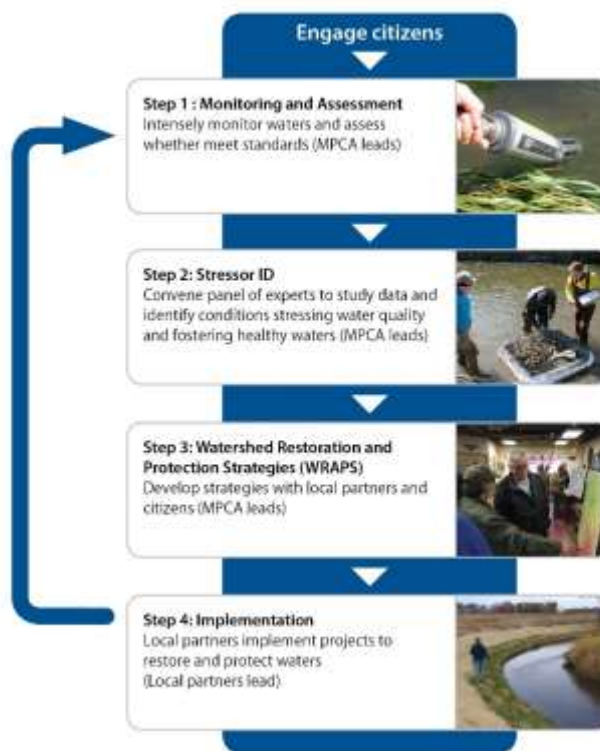 Engage citizens
Step 1 : Monitoring and Assessment
Intensely monitor waters and assess
whether meet standards (MPCA leads)
Step 2: Stressor ID
Convene panel of experts to study data and
identify conditions stressing water quality
and fostering healthy waters (MPCA leads)
Step 3: Watershed Restoration and
Protection Strategies (WRAPS)
Develop strategies with local partners and
citizens (MPCA leads)
Step 4: Implementation
Local partners implement projects to
restore and protect waters
(Local partners lead)